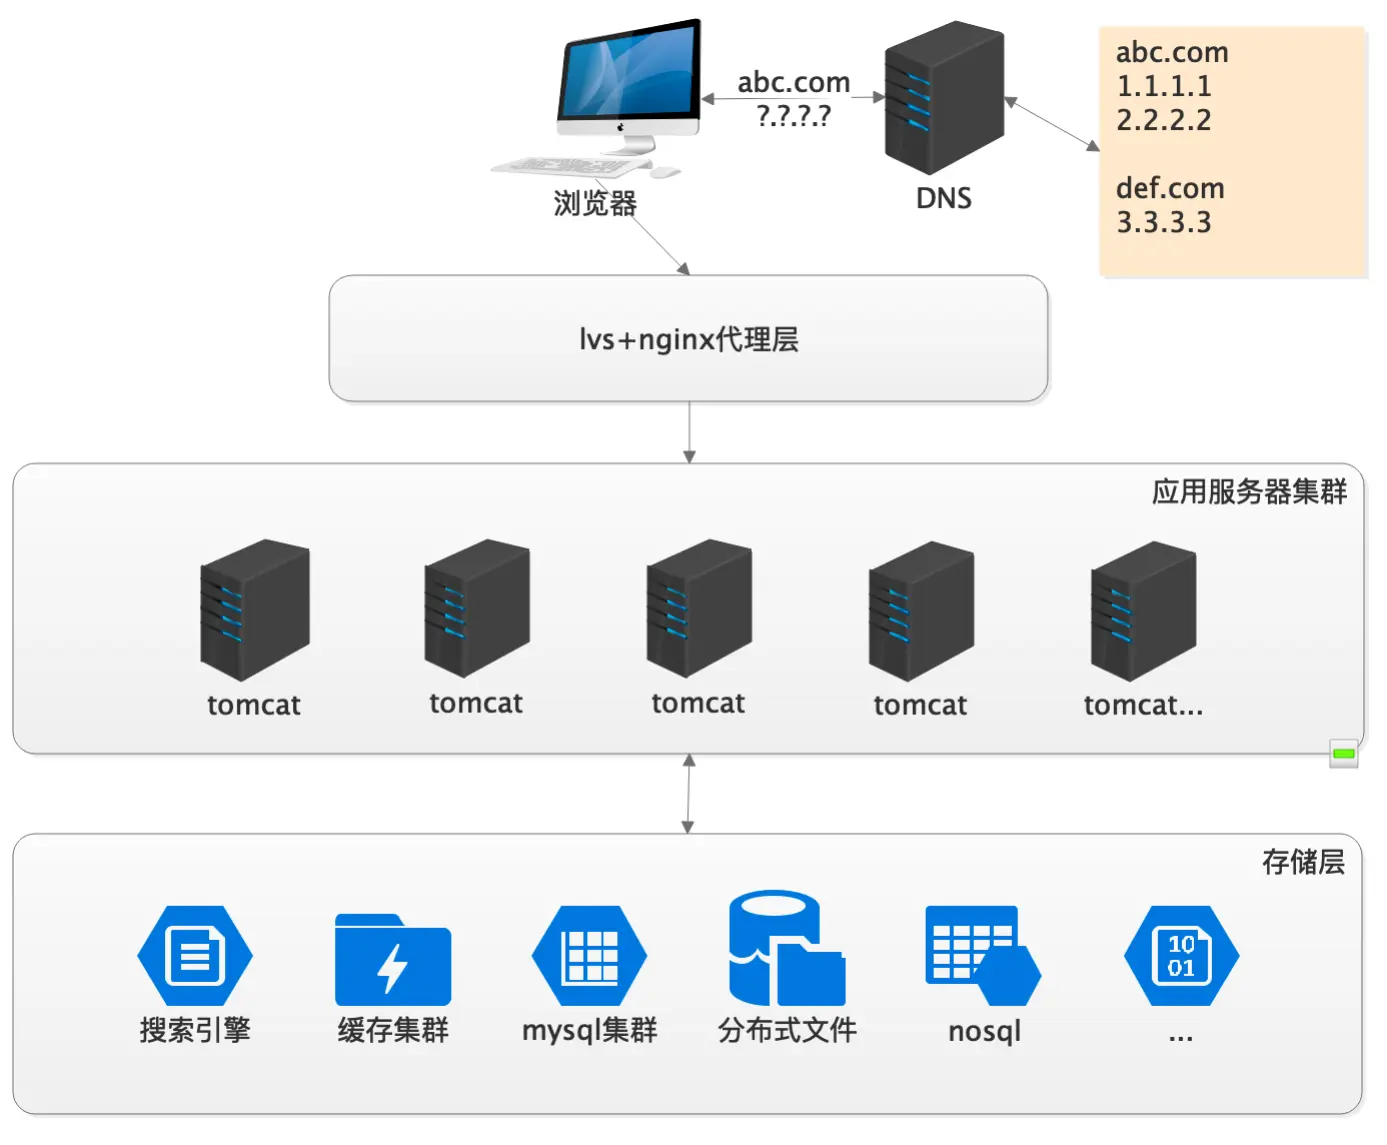 abc.com
?.?.?.?
abc.com
1.1.1.1
2.2.2.2
def.com
3.3.3.3
浏览器
DNS
lvs+nginx代理层
应用服务器集群
tomcat
tomcat
tomcat
tomcat
tomcat...
存储层
10
01
搜索引擎
缓存集群
mysql集群
分布式文件
nosql
...